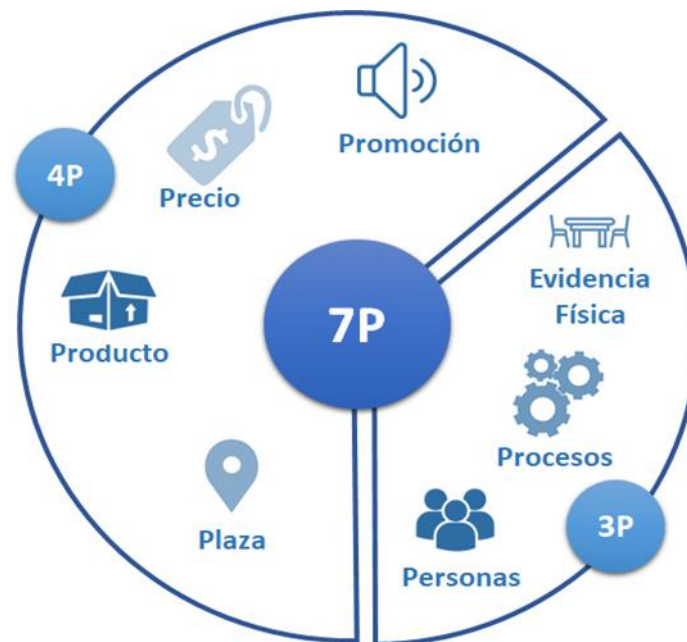 Promoción
4P
Precio
Evidencia
Física
7P
Producto
Procesos
Plaza
3P
Personas